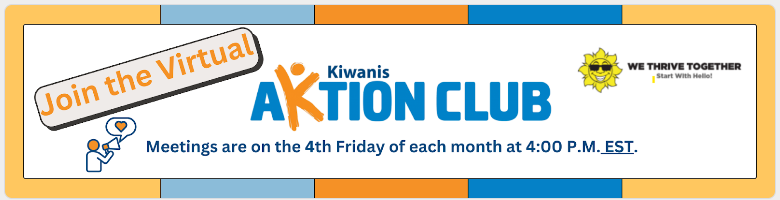 Join the Virtual
Kiwanis
AKTION CLUB
WE THRIVE TOGETHER
Start With Hello!
Meetings are on the 4th Friday of each month at 4:00 P.M. EST.